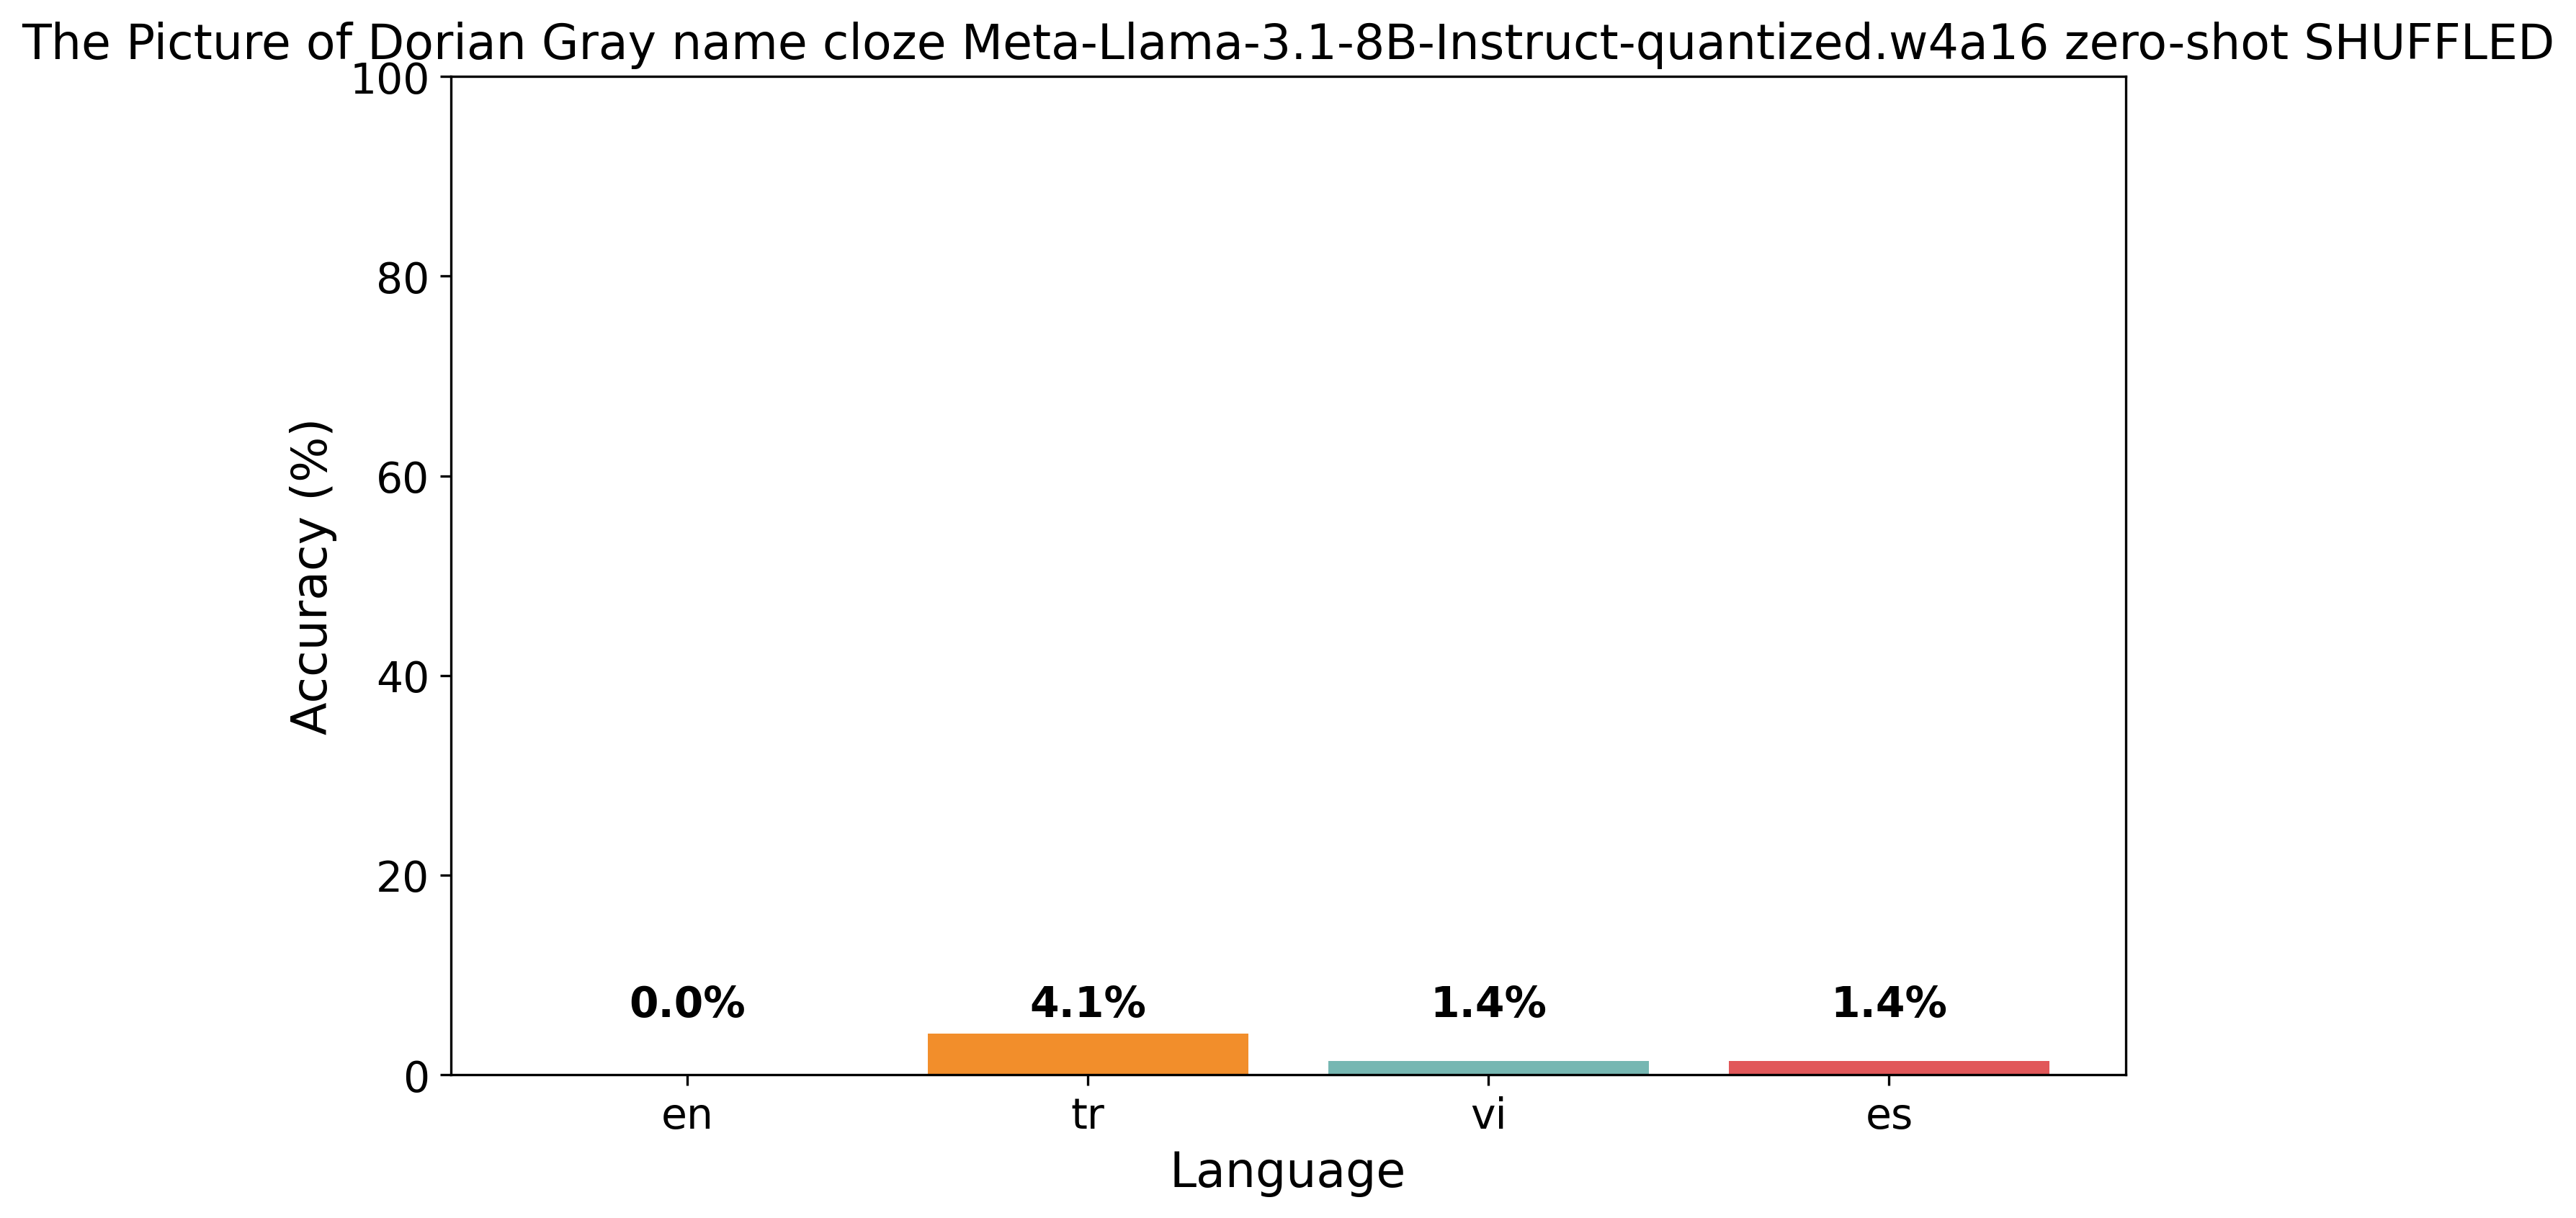 The Picture of Dorian Gray name cloze Meta-Llama-3.1-8B-Instruct-quantized.w4a16 zero-shot SHUFFLED
100
80
60
40
20
0
Accuracy (%)
0.0%
4.1%
1.4%
1.4%
en
tr
vi
es
Language